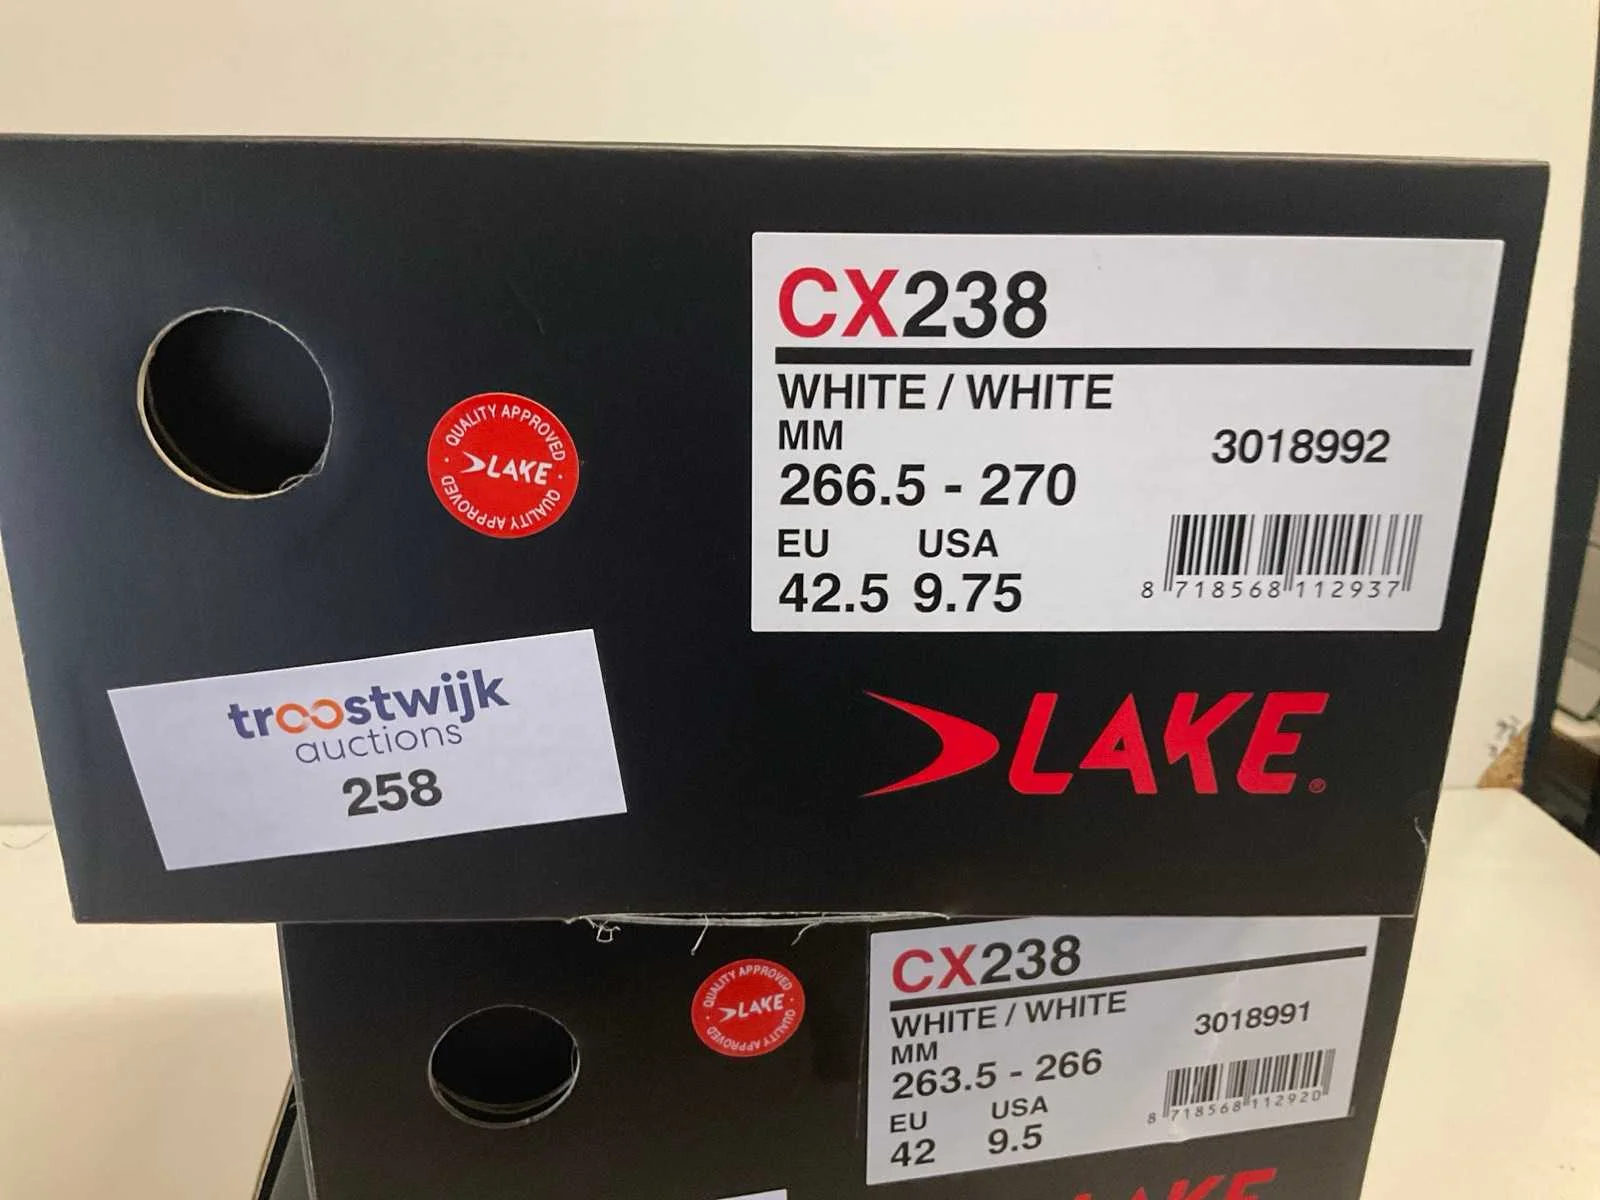 CX238
WHITE / WHITE
MM
3018992
266.5 - 270
EU USA
42.5 9.75
8 718568 112937
QUALITY APPROVED
LAKE
QUALITY APPROVED
troostwijk
auctions
258
LAKE®
CX238
WHITE / WHITE
MM
3018991
263.5 - 266
EU USA
42 9.5
8 718568 112920
QUALITY APPROVED
LAKE
QUALITY APPROVED
LAKE